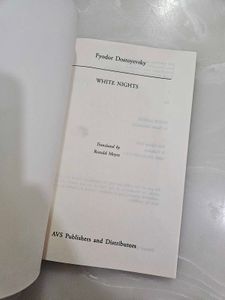 Fyodor Dostoyevsky
WHITE NIGHTS
Translated by
Ronald Meyer
AVS Publishers and Distributors